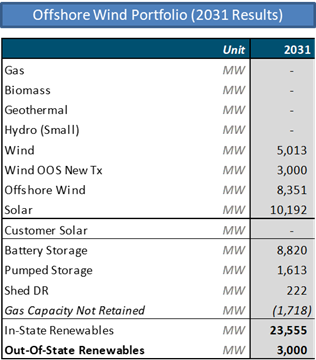 Offshore Wind Portfolio (2031 Results)
Unit 2031
Gas MW -
Biomass MW -
Geothermal MW -
Hydro (Small) MW -
Wind MW 5,013
Wind OOS New Tx MW 3,000
Offshore Wind MW 8,351
Solar MW 10,192
Customer Solar MW -
Battery Storage MW 8,820
Pumped Storage MW 1,613
Shed DR MW 222
Gas Capacity Not Retained MW (1,718)
In-State Renewables MW 23,555
Out-Of-State Renewables MW 3,000